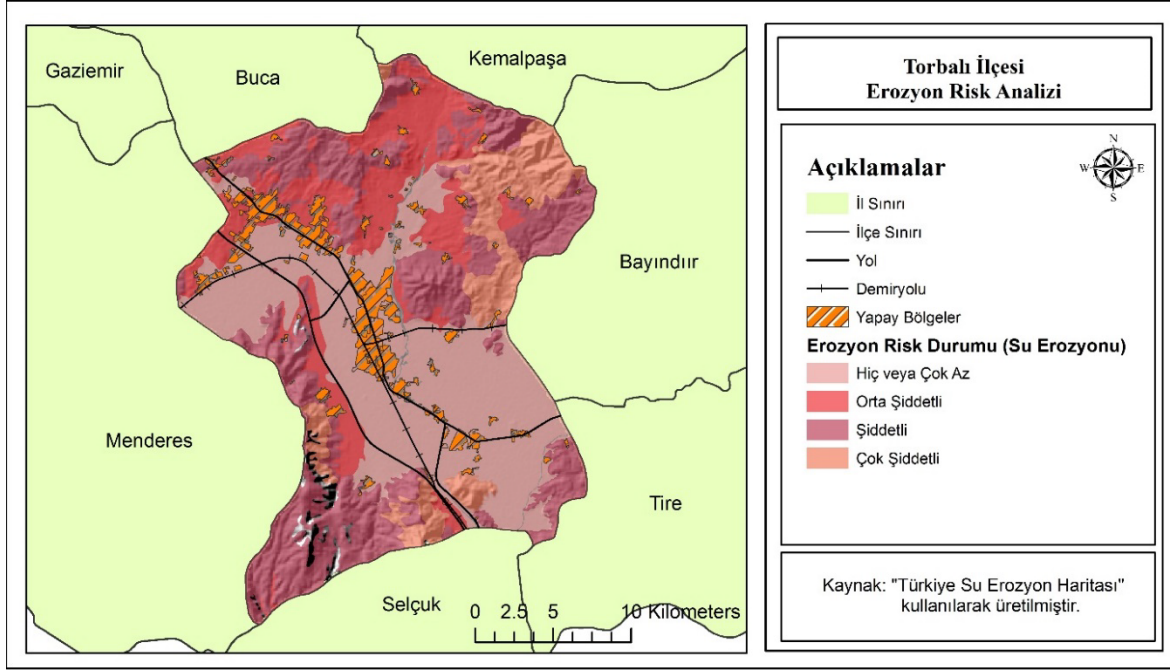 Gaziemir
Buca
Kemalpaşa
Bayındıır
Menderes
Tire
Selçuk
0 2.5 5 10 Kilometers
Torbalı İlçesi
Erozyon Risk Analizi
Açıklamalar
N
W E
S
İl Sınırı
İlçe Sınırı
Yol
Demiryolu
Yapay Bölgeler
Erozyon Risk Durumu (Su Erozyonu)
Hiç veya Çok Az
Orta Şiddetli
Şiddetli
Çok Şiddetli
Kaynak: "Türkiye Su Erozyon Haritası"
kullanılarak üretilmiştir.